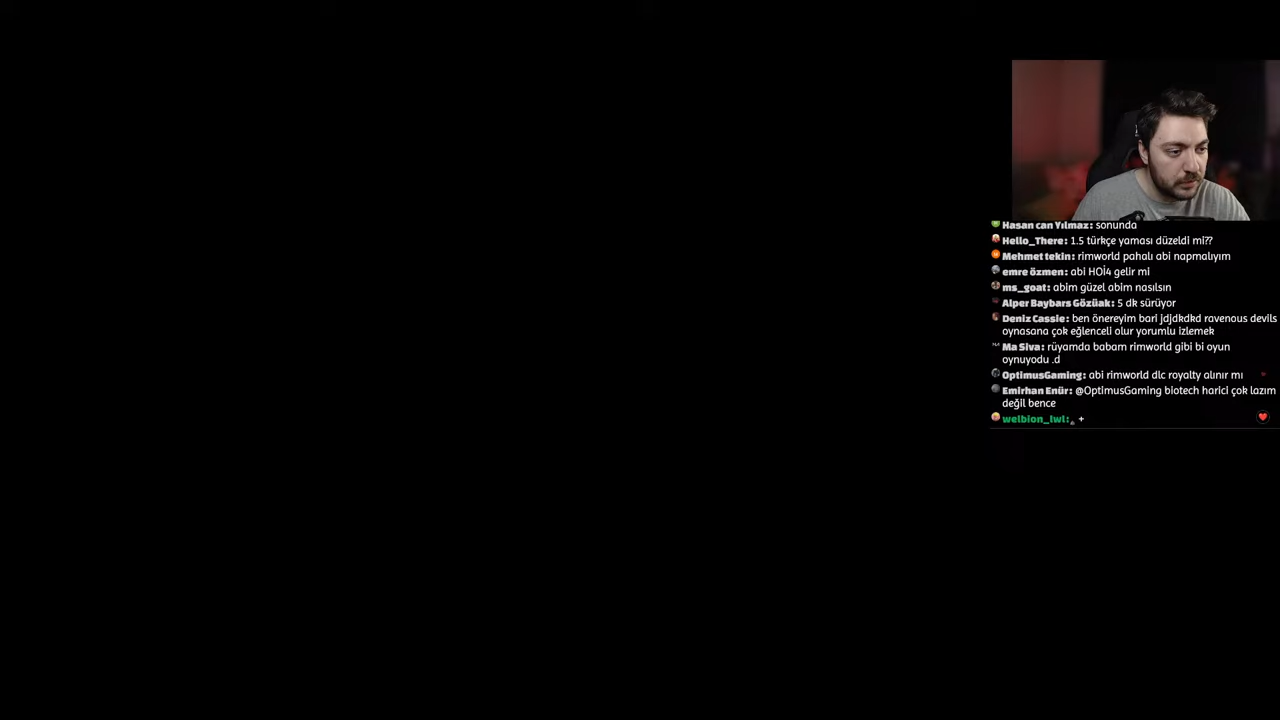 Hasan can Yılmaz: sonunda
Hello_There: 1.5 türkçe yaması düzeldi mi??
Mehmet tekin: rimworld pahalı abi napmalıyım
emre özmen: abi HOİ4 gelir mi
ms_goat: abim güzel abim nasılsın
Alper Baybars Gözüak: 5 dk sürüyor
Deniz Cassie: ben önereyim bari jdjdkdkd ravenous devils
oynasana çok eğlenceli olur yorumlu izlemek
Ma Siva: rüyamda babam rimworld gibi bi oyun
oynuyodu .d
OptimusGaming: abi rimworld dlc royalty alınır mı
Emirhan Enür: @OptimusGaming biotech harici çok lazım
değil bence
welbion_lwl: +